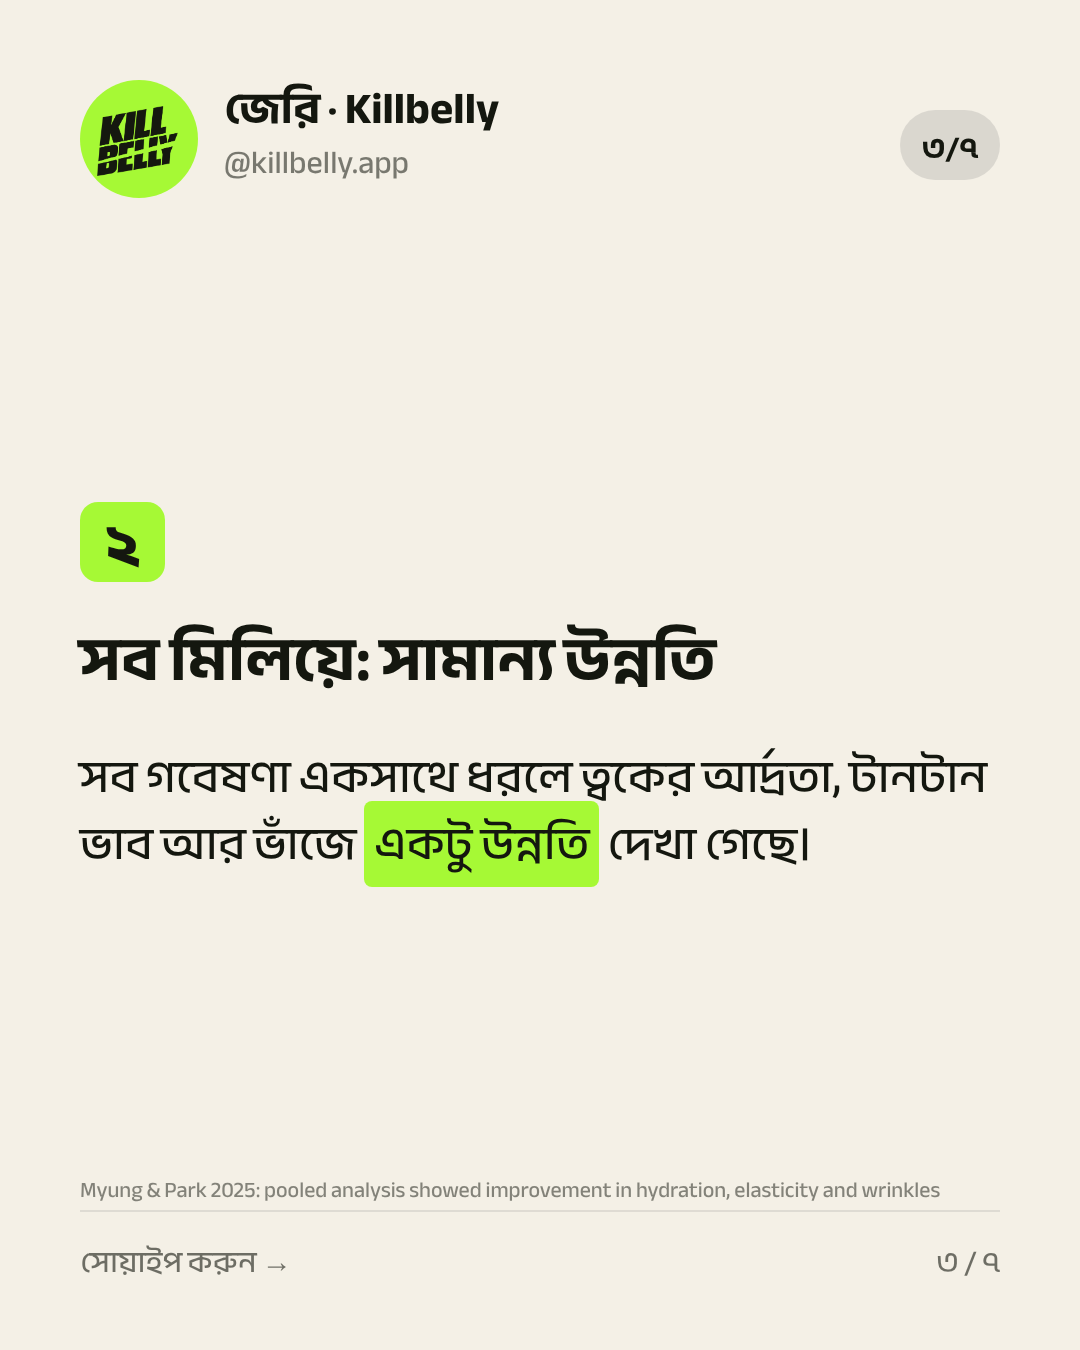 KILL
BELLY
জেরি · Killbelly
@killbelly.app
৩/৭
২
সব মিলিয়ে: সামান্য উন্নতি
সব গবেষণা একসাথে ধরলে ত্বকের আর্দ্রতা, টানটান
ভাব আর ভাঁজে একটু উন্নতি দেখা গেছে।
Myung & Park 2025: pooled analysis showed improvement in hydration, elasticity and wrinkles
সোয়াইপ করুন →
৩ / ৭